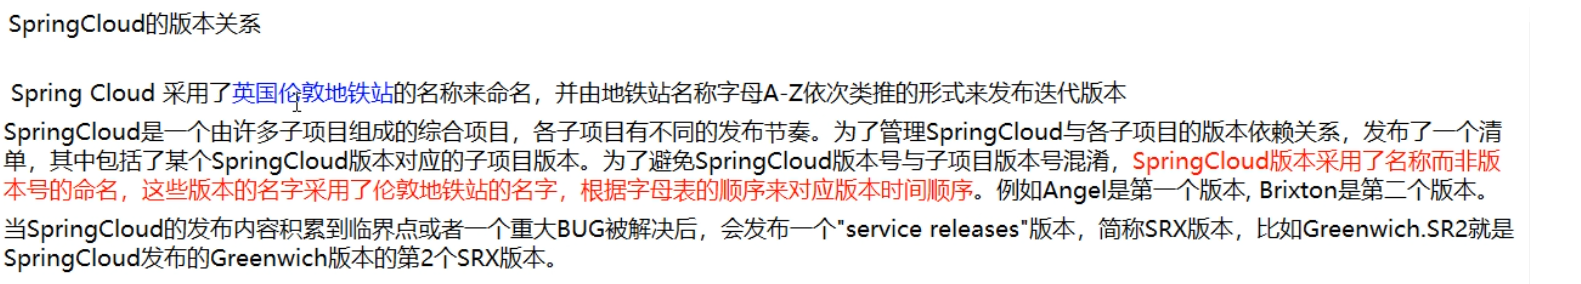 SpringCloud的版本关系
Spring Cloud 采用了英国伦敦地铁站的名称来命名，并由地铁站名称字母A-Z依次类推的形式来发布迭代版本
SpringCloud是一个由许多子项目组成的综合项目，各子项目有不同的发布节奏。为了管理SpringCloud与各子项目的版本依赖关系，发布了一个清
单，其中包括了某个SpringCloud版本对应的子项目版本。为了避免SpringCloud版本号与子项目版本号混淆，SpringCloud版本采用了名称而非版
本号的命名，这些版本的名字采用了伦敦地铁站的名字，根据字母表的顺序来对应版本时间顺序。例如Angel是第一个版本, Brixton是第二个版本。
当SpringCloud的发布内容积累到临界点或者一个重大BUG被解决后，会发布一个"service releases"版本，简称SRX版本，比如Greenwich.SR2就是
SpringCloud发布的Greenwich版本的第2个SRX版本。